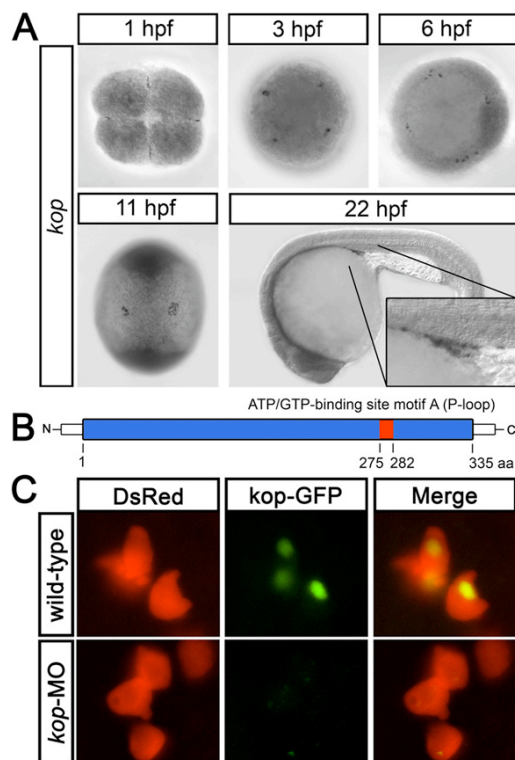 A
1 hpf 3 hpf 6 hpf
kop
11 hpf 22 hpf
B
ATP/GTP-binding site motif A (P-loop)
N C
1 275 282 335 aa
C
DsRed kop-GFP Merge
wild-type
kop-MO